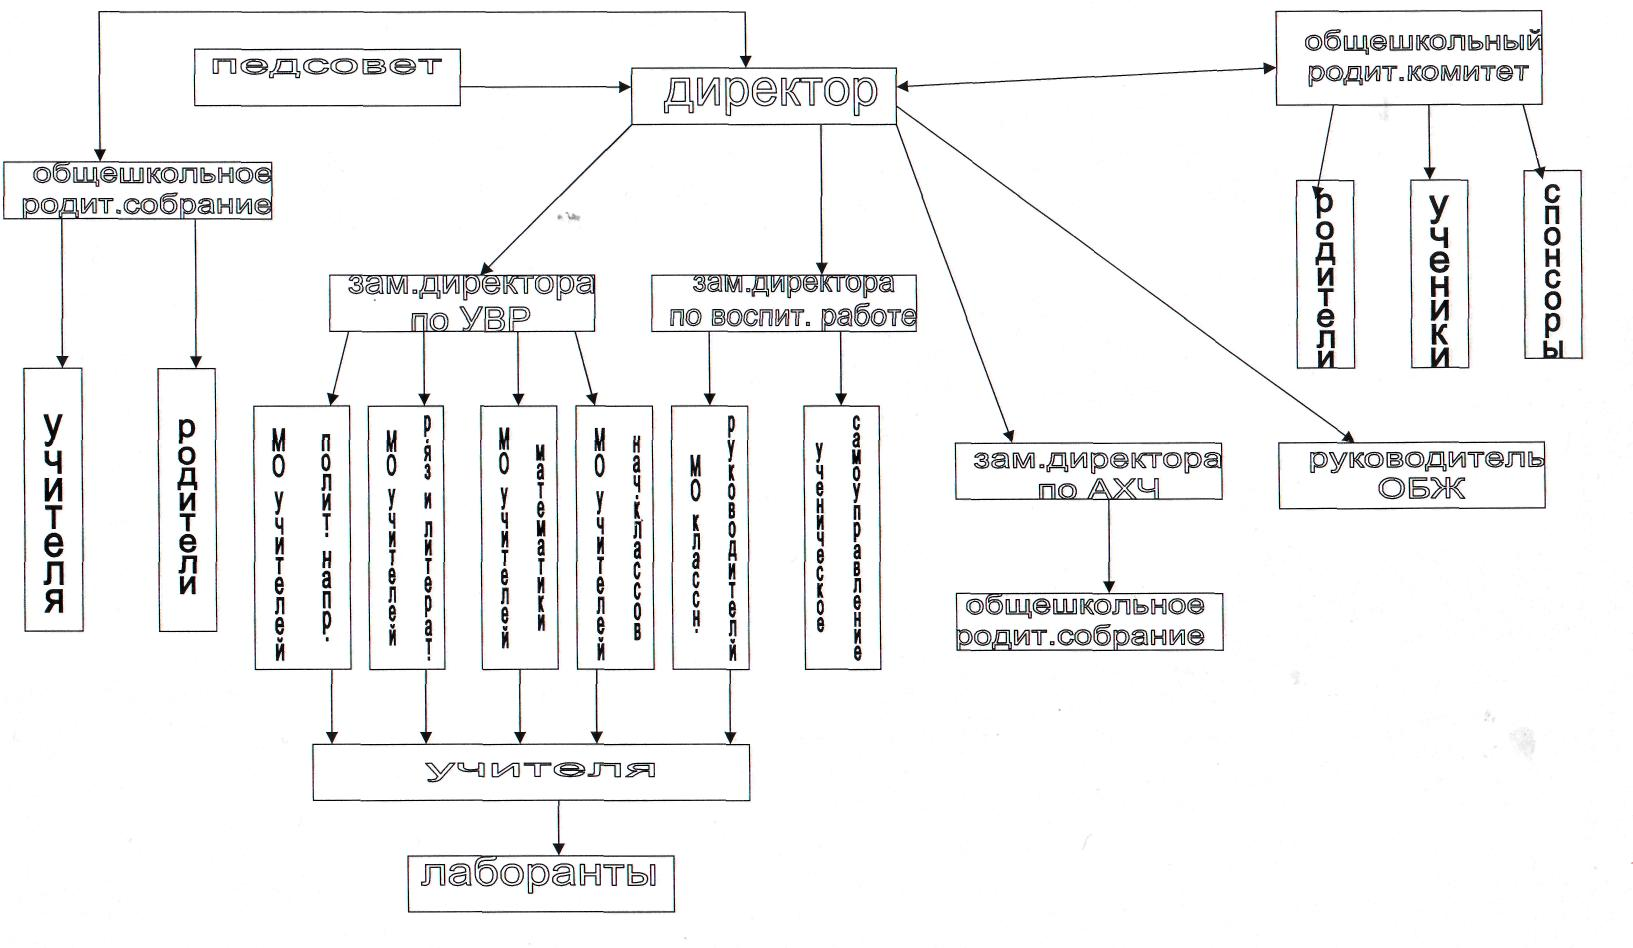 педсовет
директор
общешкольный
родит.комитет
общешкольное
родит.собрание
родители
ученики
спонсоры
зам.директора
по УВР
зам.директора
по воспит. работе
учителя
родители
МО учителей
полит. напр.
МО учителей
р.яз и литерат.
МО учителей
математики
МО учителей
нач.классов
МО классн.
руководителй
ученическое
самоуправление
зам.директора
по АХЧ
руководитель
ОБЖ
общешкольное
родит.собрание
учителя
лаборанты